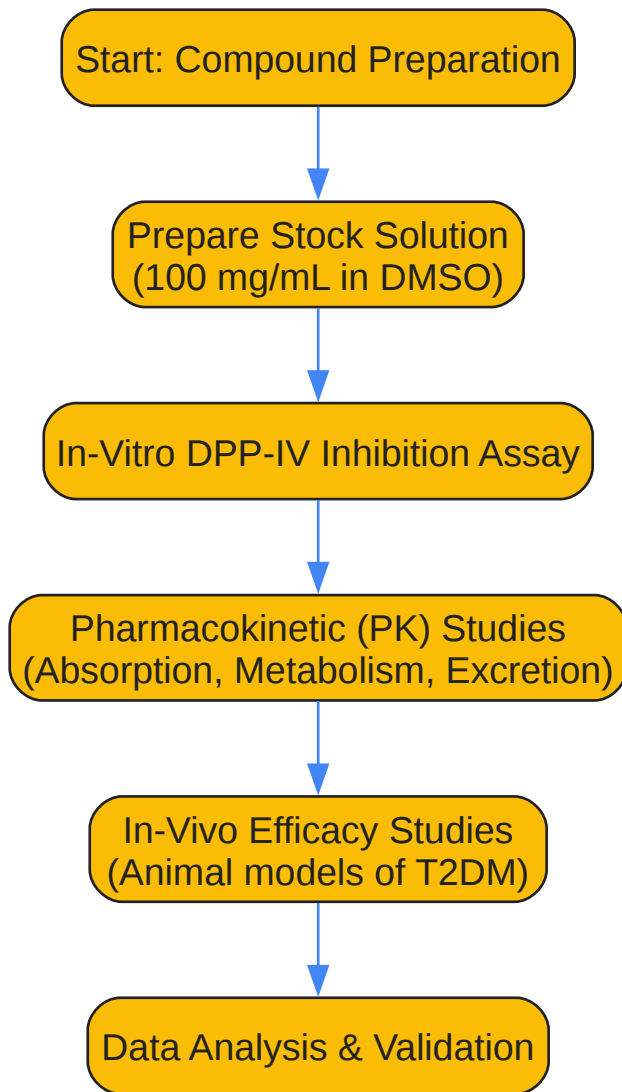 Start: Compound Preparation
Prepare Stock Solution
(100 mg/mL in DMSO)
In-Vitro DPP-IV Inhibition Assay
Pharmacokinetic (PK) Studies
(Absorption, Metabolism, Excretion)
In-Vivo Efficacy Studies
(Animal models of T2DM)
Data Analysis & Validation